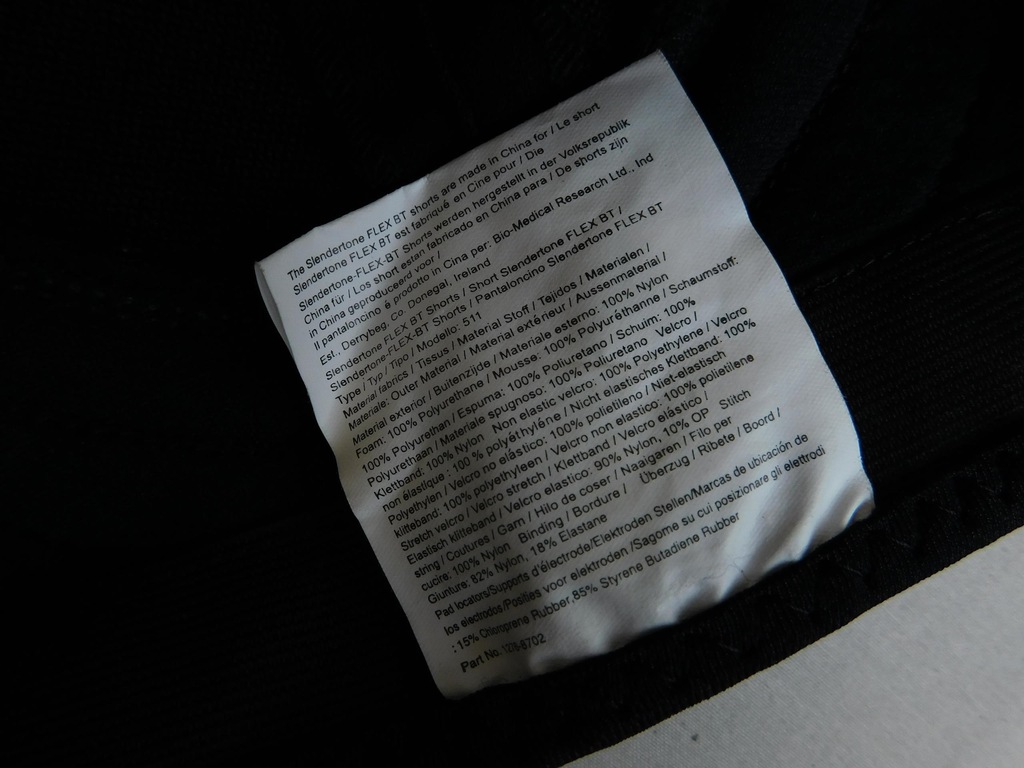 The Slendertone FLEX BT shorts are made in China for / Le short
Slendertone FLEX BT est fabriqué en Cine pour / Die
Slendertone-FLEX-BT Shorts werden hergestellt in der Volksrepublik
China für / Los short estan fabricado en China para / De shorts zijn
in China geproduceerd voor /
Il pantaloncino é prodotto in Cina per: Bio-Medical Research Ltd., Ind
Est., Derrybeg, Co. Donegal, Ireland
Slendertone FLEX BT Shorts / Short Slendertone FLEX BT /
Slendertone-FLEX-BT Shorts / Pantaloncino Slendertone FLEX BT
Type / Typ / Tipo / Modello: 511
Material fabrics / Tissus / Material Stoff / Tejidos / Materialen /
Materiale: Outer Material / Material extérieur / Aussenmaterial /
Material exterior / Buitenzijde / Materiale esterno: 100% Nylon
Foam: 100% Polyurethane / Mousse: 100% Polyuréthanne / Schaumstoff:
100% Polyurethan / Espuma: 100% Poliuretano / Schuim: 100%
Polyurethaan / Materiale spugnoso: 100% Poliuretano Velcro /
Klettband: 100% Nylon Non elastic velcro: 100% Polyethylene / Velcro
non élastique : 100 % polyéthyléne / Nicht elastisches Klettband: 100%
Polyethylen / Velcro no elástico: 100% polietileno / Niet-elastisch
klitteband: 100% polyethyleen / Velcro non elastico: 100% polietilene
Stretch velcro / Velcro stretch / Klettband / Velcro elástico /
Elastisch klitteband / Velcro elastico: 90% Nylon, 10% OP Stitch
string / Coutures / Garn / Hilo de coser / Naaigaren / Filo per
cucire: 100% Nylon Binding / Bordure / Überzug / Ribete / Boord /
Giunture: 82% Nylon, 18% Elastane
Pad locators/Supports d'électrode/Elektroden Stellen/Marcas de ubicación de
los electrodos/Posities voor elektroden /Sagome su cui posizionare gli elettrodi
: 15% Chloroprene Rubber,85% Styrene Butadiene Rubber
Part No.